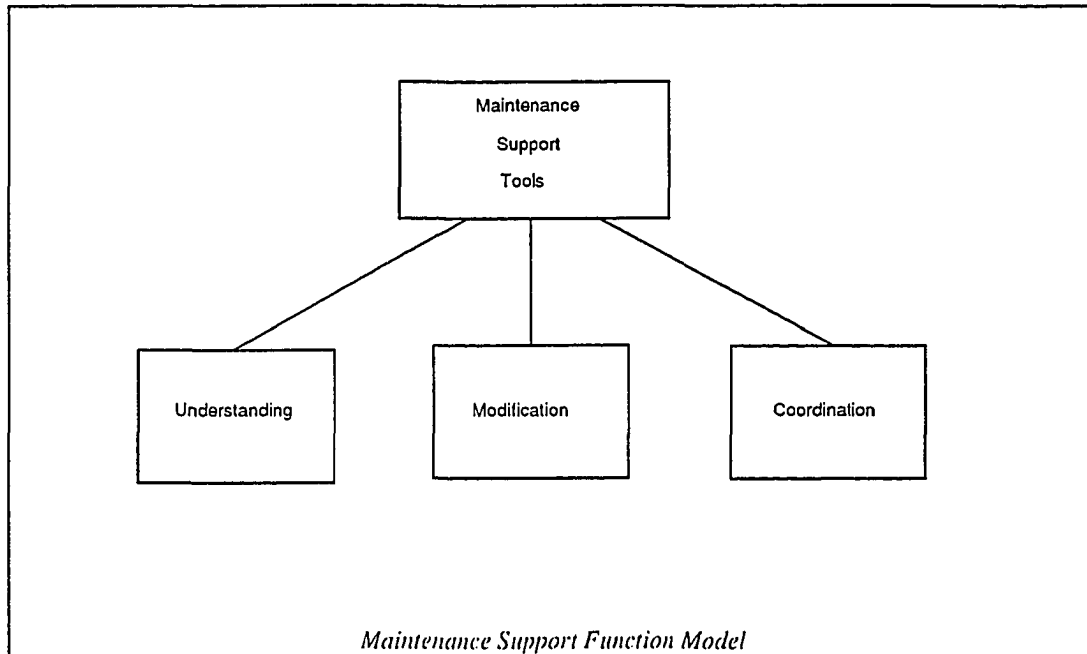 Maintenance
Support
Tools
Understanding
Modification
Coordination
Maintenance Support Function Model